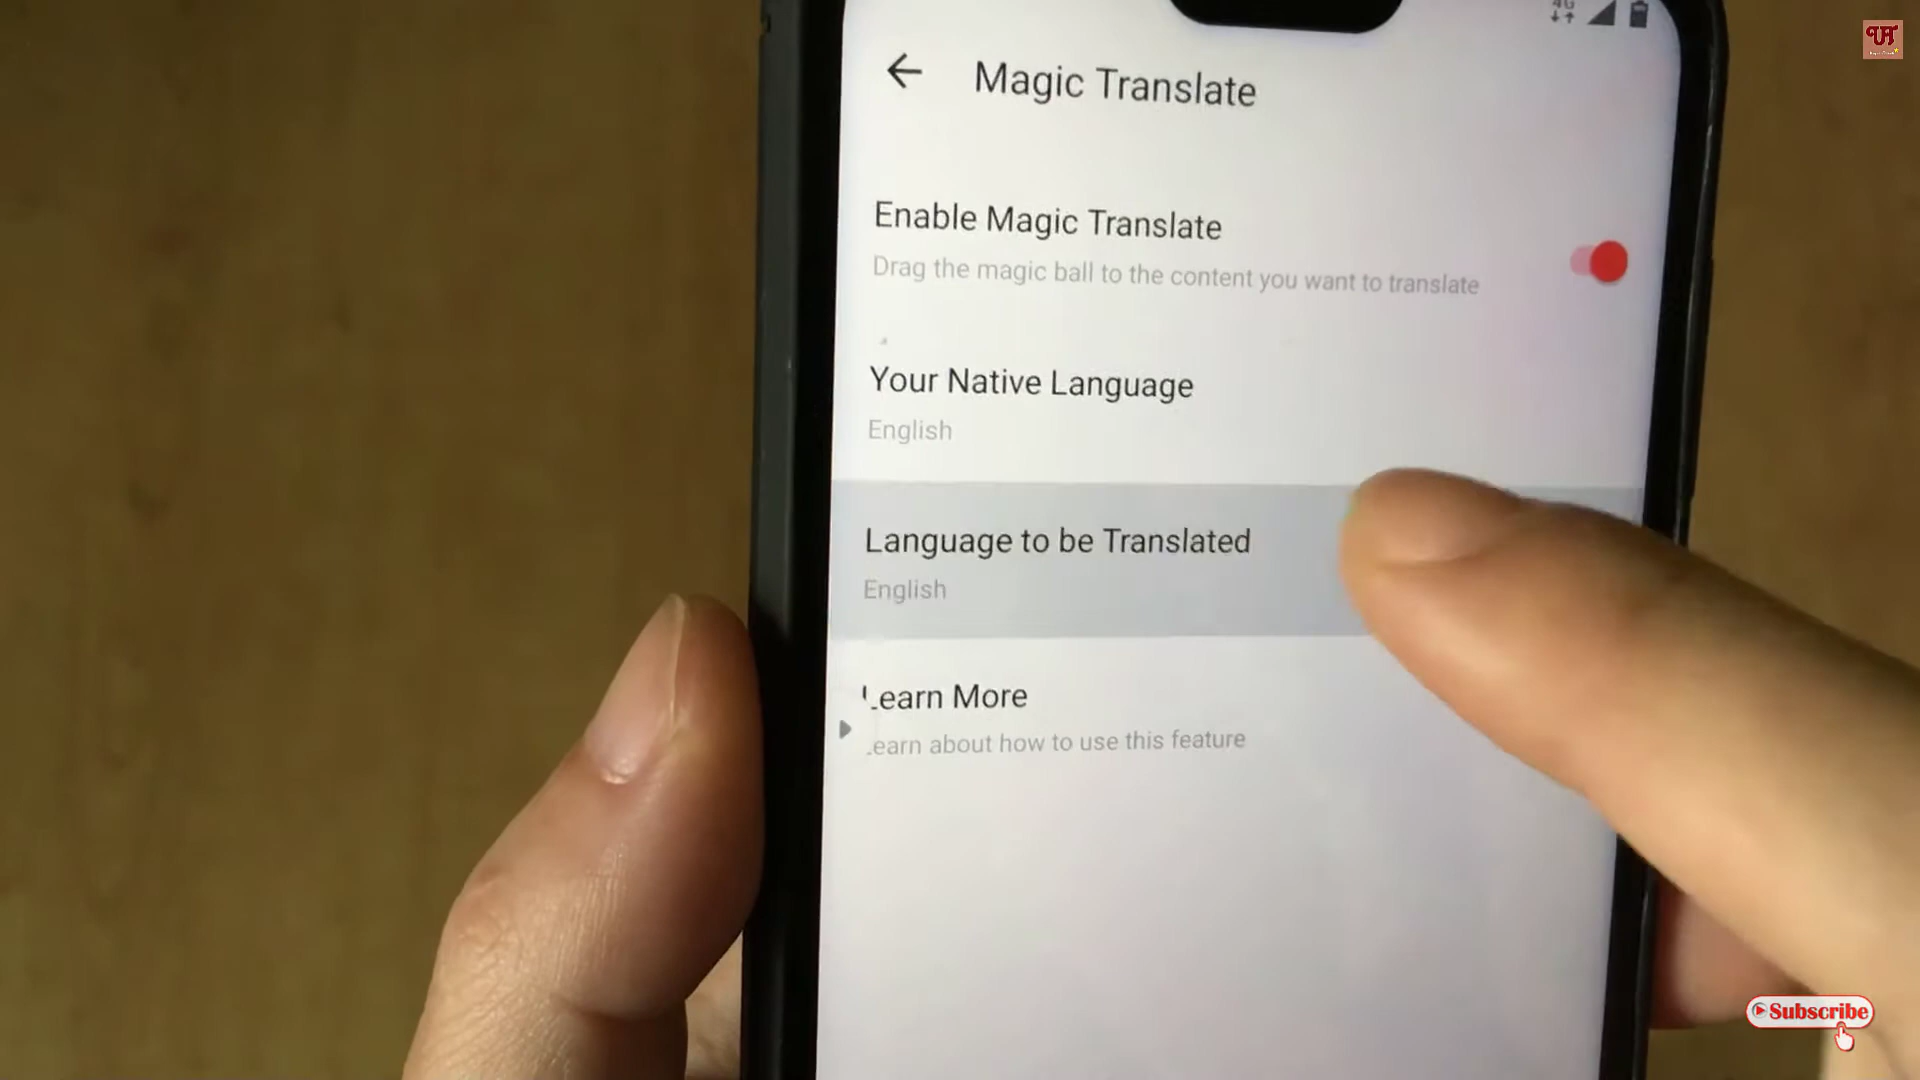 4G
Magic Translate
Enable Magic Translate
Drag the magic ball to the content you want to translate
Your Native Language
English
Language to be Translated
English
Learn More
Learn about how to use this feature
Subscribe